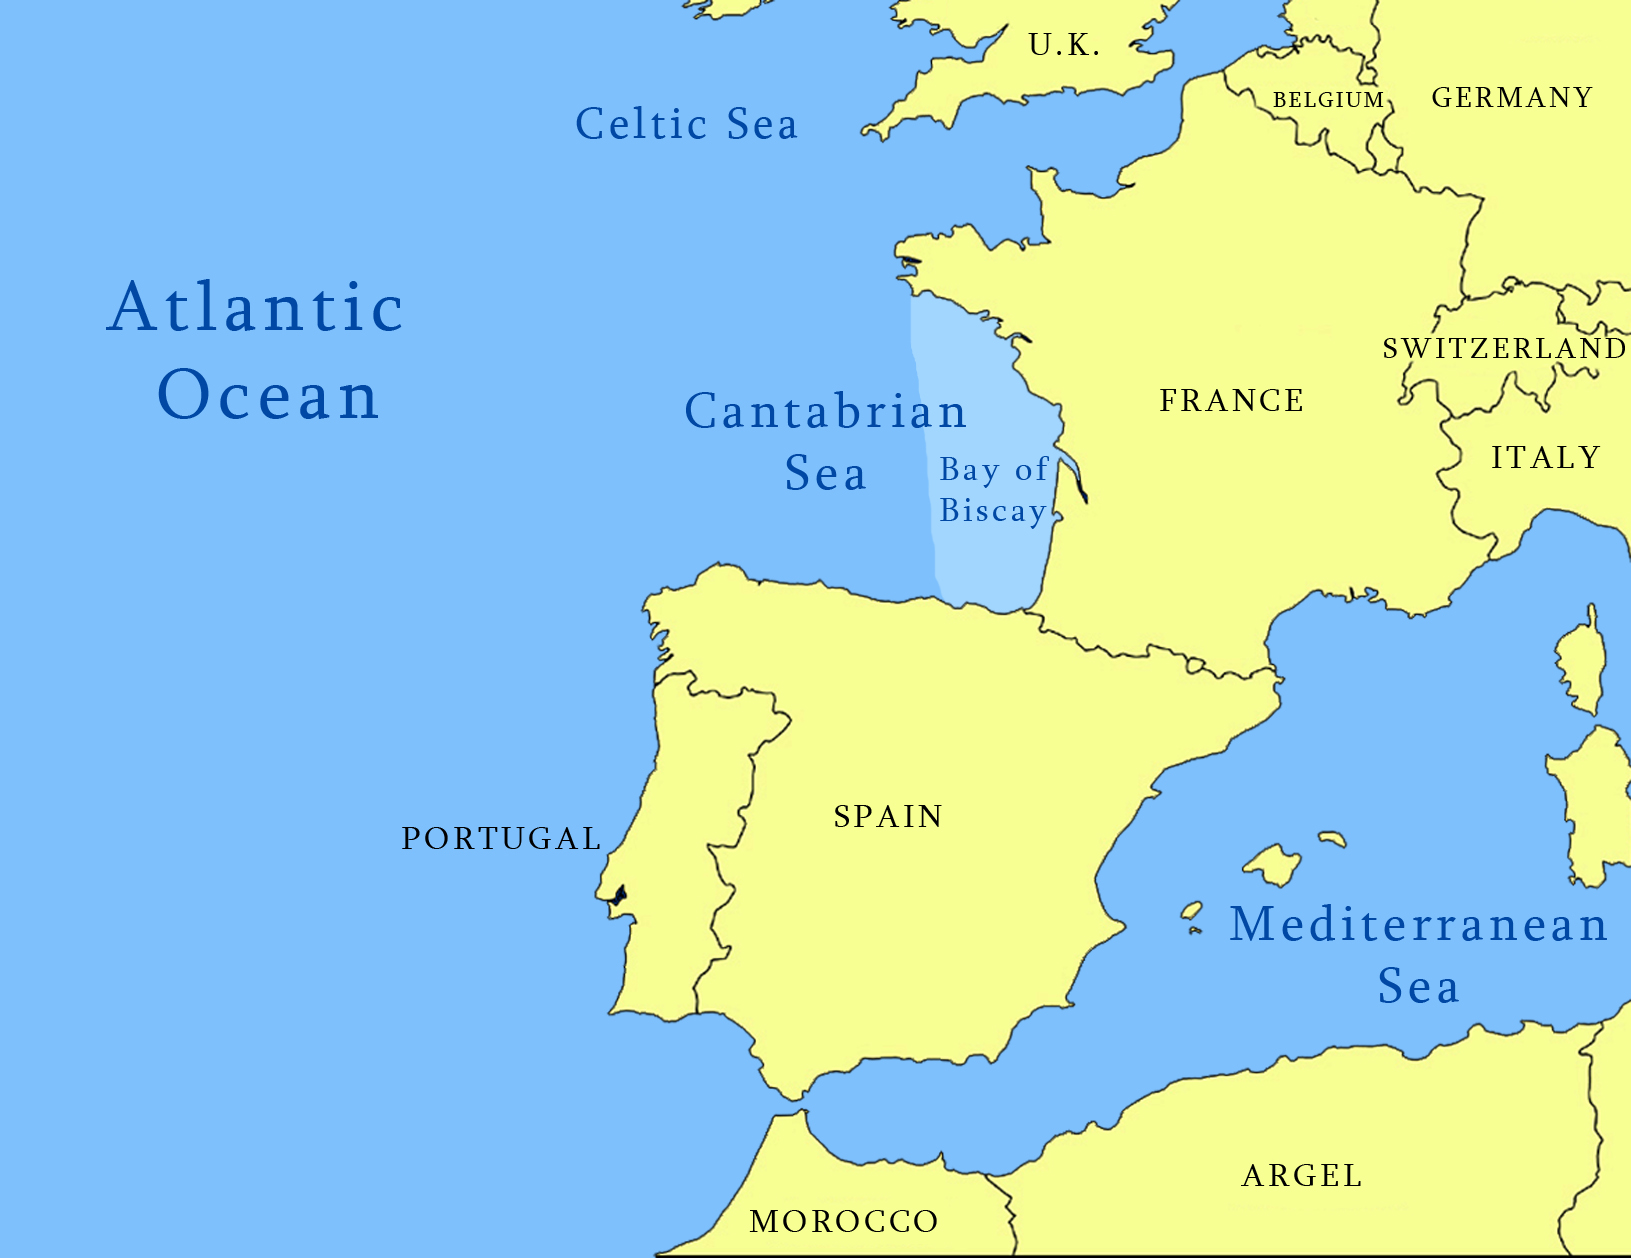 U.K.
BELGIUM
GERMANY
Celtic Sea
Atlantic
Ocean
SWITZERLAND
FRANCE
Cantabrian
Sea
ITALY
Bay of
Biscay
SPAIN
PORTUGAL
Mediterranean
Sea
ARGEL
MOROCCO